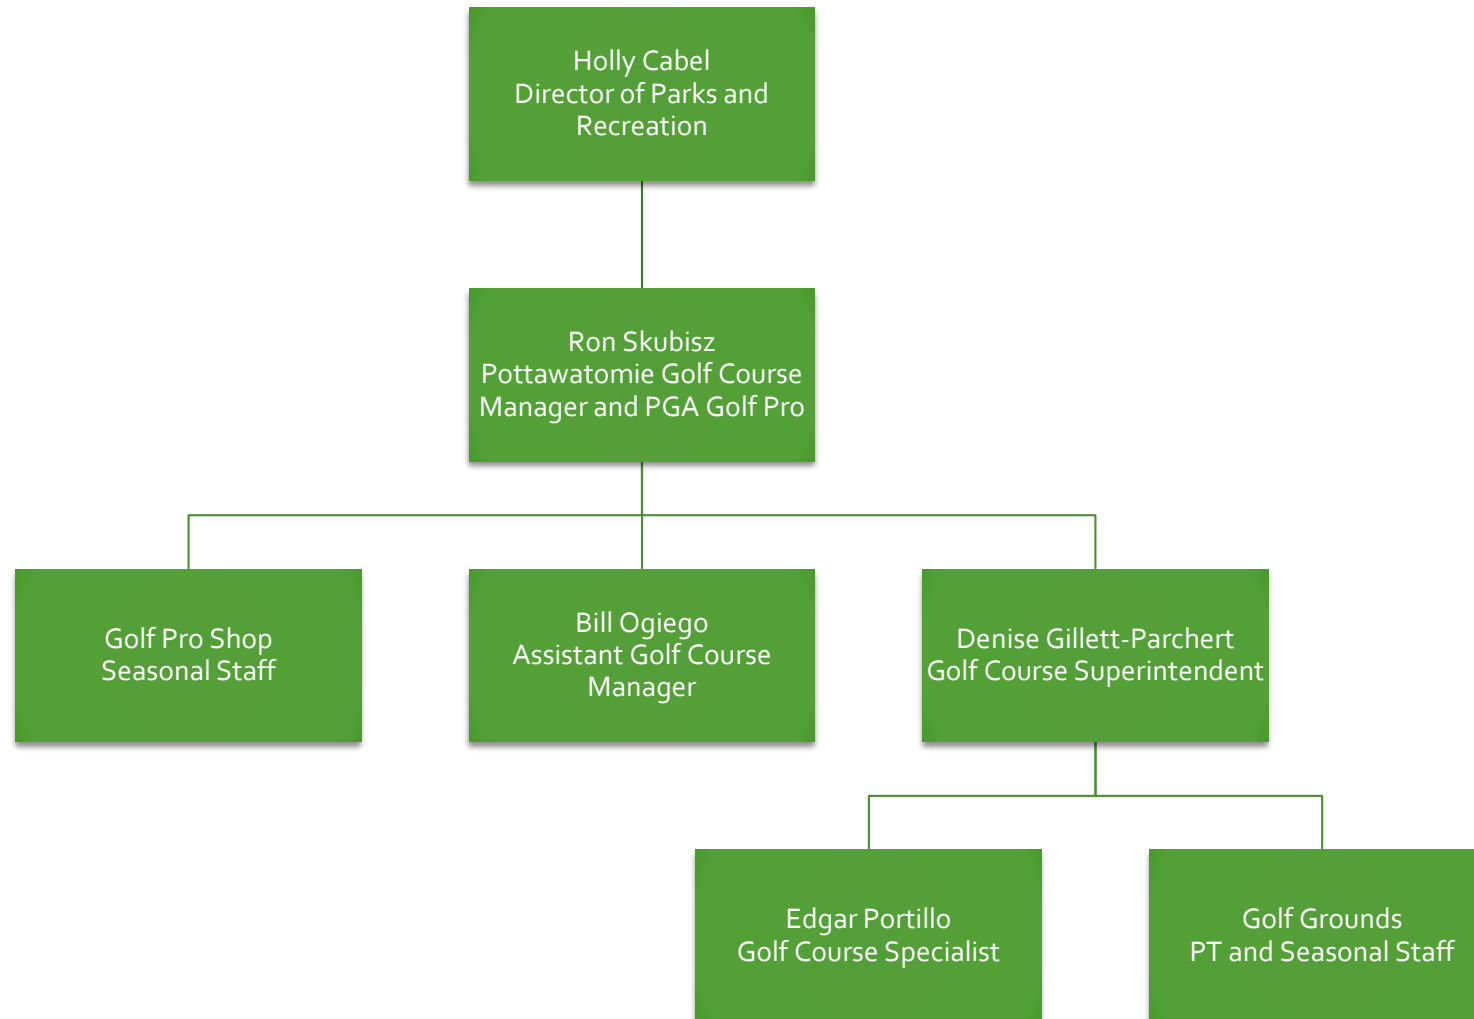 Holly Cabel
Director of Parks and
Recreation
Ron Skubisz
Pottawatomie Golf Course
Manager and PGA Golf Pro
Golf Pro Shop
Seasonal Staff
Bill Ogiego
Assistant Golf Course
Manager
Denise Gillett-Parchert
Golf Course Superintendent
Edgar Portillo
Golf Course Specialist
Golf Grounds
PT and Seasonal Staff